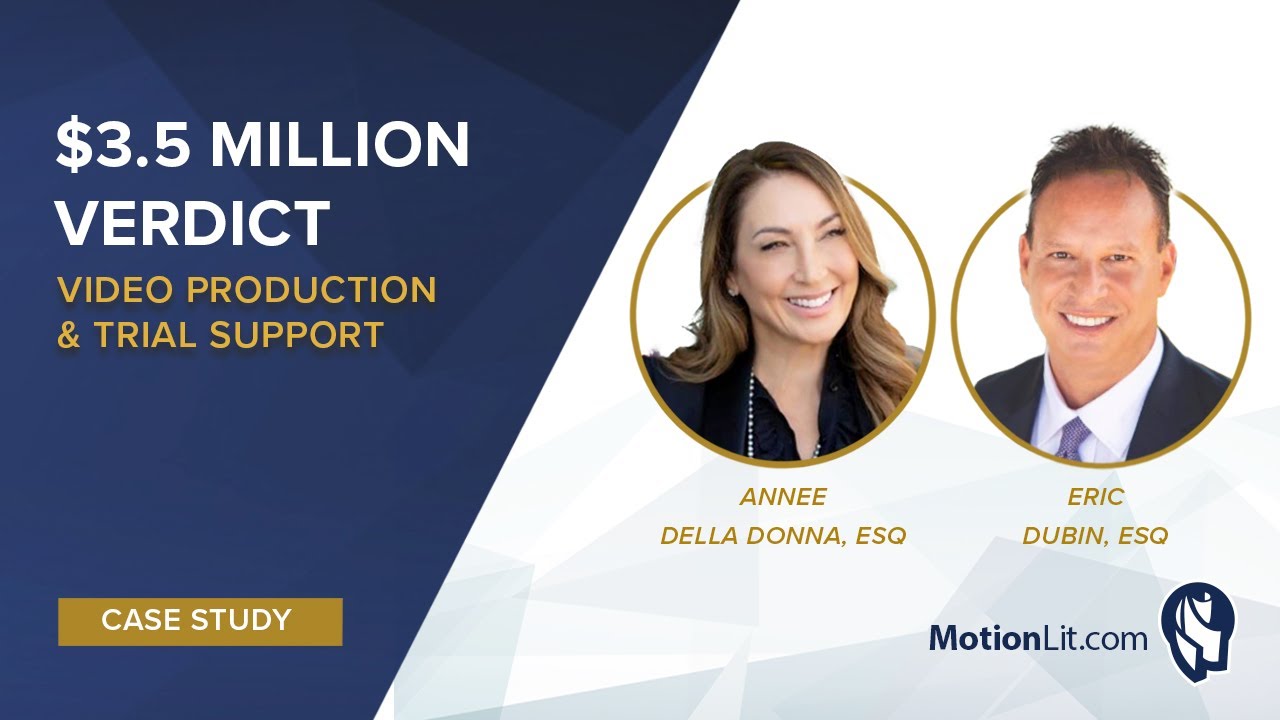 $3.5 MILLION
VERDICT
VIDEO PRODUCTION
& TRIAL SUPPORT
CASE STUDY
ANNEE
DELLA DONNA, ESQ
ERIC
DUBIN, ESQ
MotionLit.com